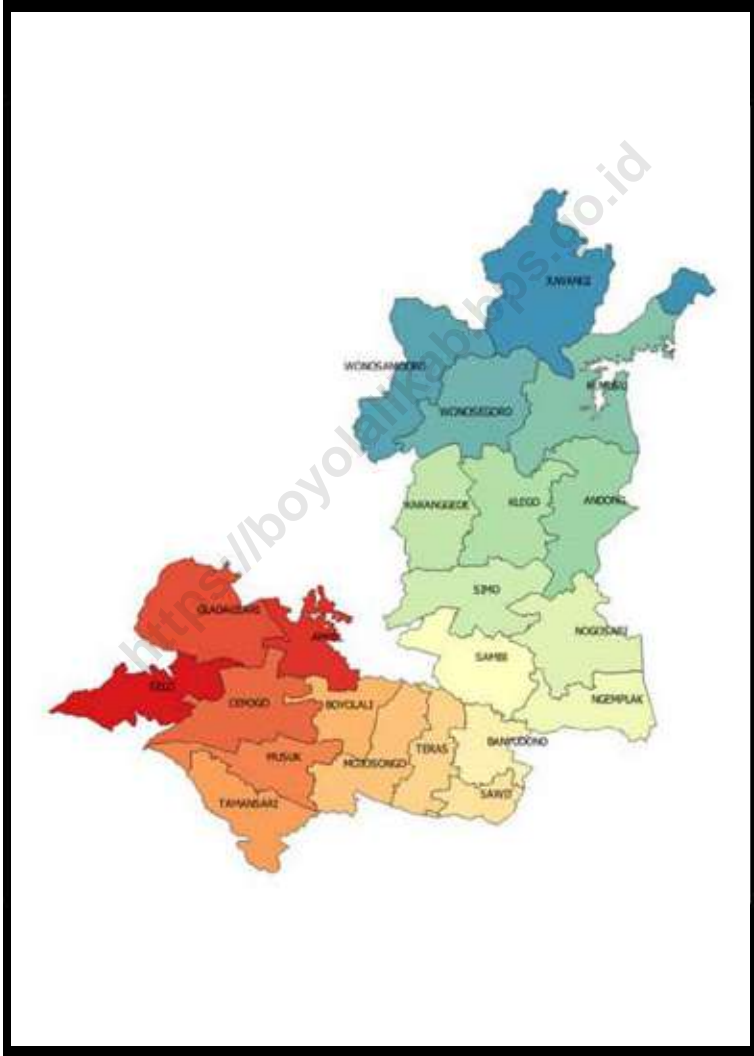 https://boyolalikab.bps.go.id
JUWANGI
WONOSAMODRO
KEMUSU
WONOSEGORO
KARANGGEDE
KLEGO
ANDONG
SIMO
GLADAGSARI
AMPEL
NOGOSARI
SAMBI
SELO
CEPOGO
BOYOLALI
NGEMPLAK
BANYUDONO
TERAS
MUSUK
MOJOSONGO
SAWIT
TAMANSARI